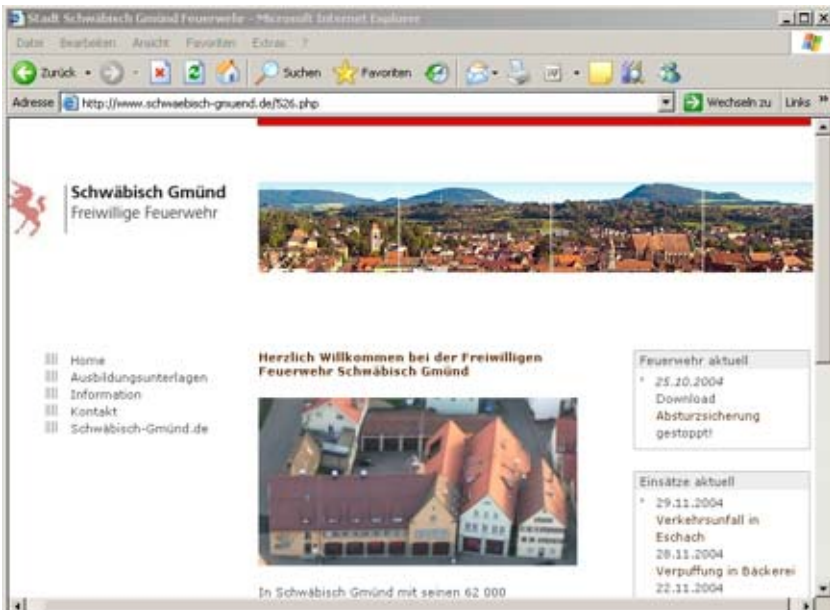 Stadt Schwäbisch Gmünd Feuerwehr - Microsoft Internet Explorer
Datei Bearbeiten Ansicht Favoriten Extras ?
Zurück Suchen Favoriten
Adresse http://www.schwaebisch-gmuend.de/526.php Wechseln zu Links »
Schwäbisch Gmünd
Freiwillige Feuerwehr
Home
Ausbildungsunterlagen
Information
Kontakt
Schwäbisch-Gmünd.de
Herzlich Willkommen bei der Freiwilligen
Feuerwehr Schwäbisch Gmünd
In Schwäbisch Gmünd mit seinen 62 000
Feuerwehr aktuell
25.10.2004
Download
Absturzsicherung
gestoppt!
Einsätze aktuell
29.11.2004
Verkehrsunfall in
Eschach
28.11.2004
Verpuffung in Bäckerei
22.11.2004